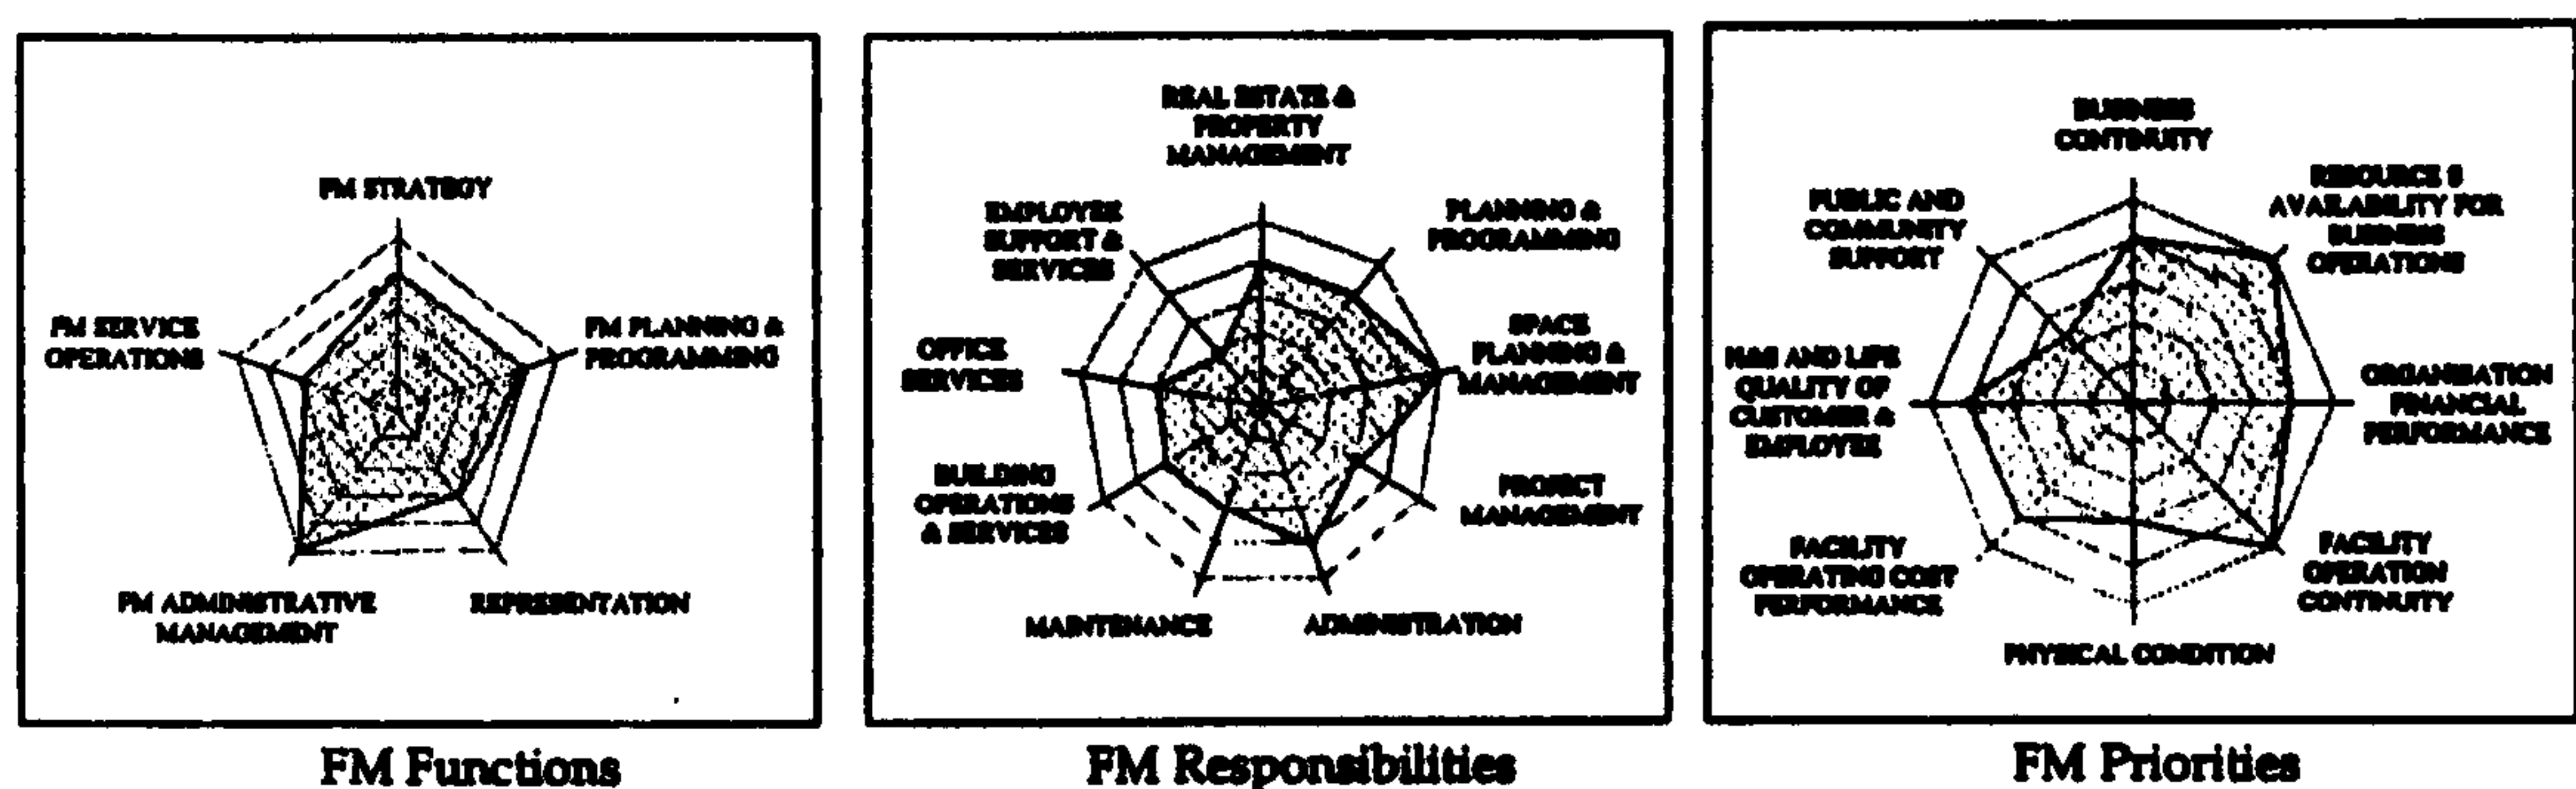 FM STRATEGY
FM SERVICE
OPERATIONS
FM PLANNING &
PROGRAMMING
FM ADMINISTRATIVE
MANAGEMENT
REPRESENTATION
FM Functions
REAL ESTATE &
PROPERTY
MANAGEMENT
EMPLOYEE
SUPPORT &
SERVICES
PLANNING &
PROGRAMMING
OFFICE
SERVICES
SPACE
PLANNING &
MANAGEMENT
BUILDING
OPERATIONS
& SERVICES
PROJECT
MANAGEMENT
MAINTENANCE
ADMINISTRATION
FM Responsibilities
BUSINESS
CONTINUITY
PUBLIC AND
COMMUNITY
SUPPORT
RESOURCE S
AVAILABILITY FOR
BUSINESS
OPERATIONS
AND LIFE
QUALITY OF
CUSTOMER &
EMPLOYEE
ORGANISATION
FINANCIAL
PERFORMANCE
FACILITY
OPERATING COST
PERFORMANCE
FACILITY
OPERATION
CONTINUITY
PHYSICAL CONDITION
FM Priorities